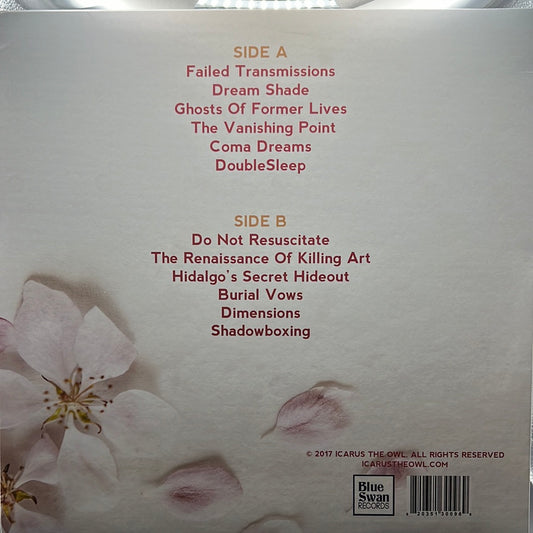 SIDE A
Failed Transmissions
Dream Shade
Ghosts Of Former Lives
The Vanishing Point
Coma Dreams
DoubleSleep
SIDE B
Do Not Resuscitate
The Renaissance Of Killing Art
Hidalgo's Secret Hideout
Burial Vows
Dimensions
Shadowboxing
© 2017 ICARUS THE OWL. ALL RIGHTS RESERVED
ICARUSTHEOWL.COM
Blue
Swan
RECORDS